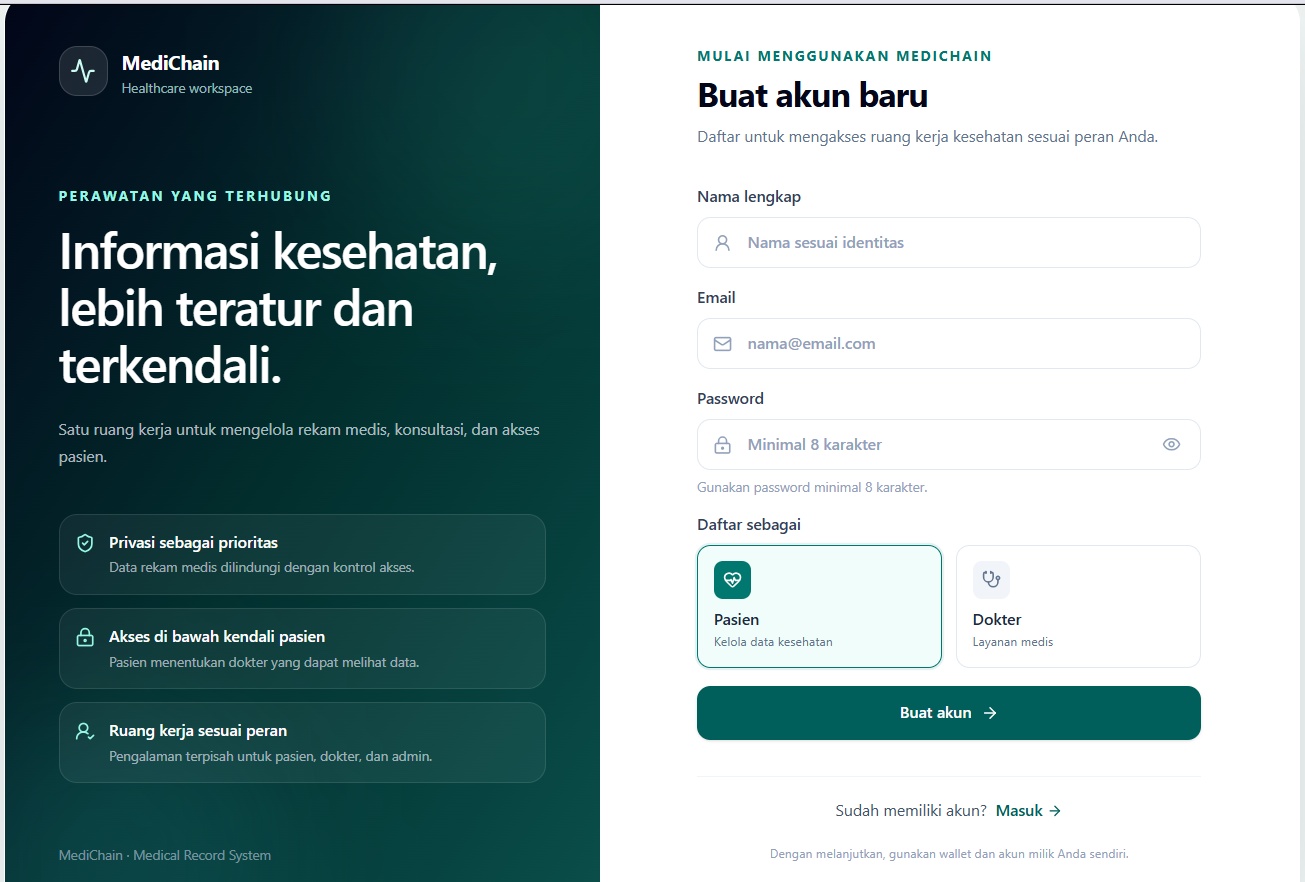 MediChain
Healthcare workspace
PERAWATAN YANG TERHUBUNG
Informasi kesehatan,
lebih teratur dan
terkendali.
Satu ruang kerja untuk mengelola rekam medis, konsultasi, dan akses
pasien.
Privasi sebagai prioritas
Data rekam medis dilindungi dengan kontrol akses.
Akses di bawah kendali pasien
Pasien menentukan dokter yang dapat melihat data.
Ruang kerja sesuai peran
Pengalaman terpisah untuk pasien, dokter, dan admin.
MediChain · Medical Record System
MULAI MENGGUNAKAN MEDICHAIN
Buat akun baru
Daftar untuk mengakses ruang kerja kesehatan sesuai peran Anda.
Nama lengkap
Nama sesuai identitas
Email
nama@email.com
Password
Minimal 8 karakter
Gunakan password minimal 8 karakter.
Daftar sebagai
Pasien
Kelola data kesehatan
Dokter
Layanan medis
Buat akun →
Sudah memiliki akun? Masuk →
Dengan melanjutkan, gunakan wallet dan akun milik Anda sendiri.